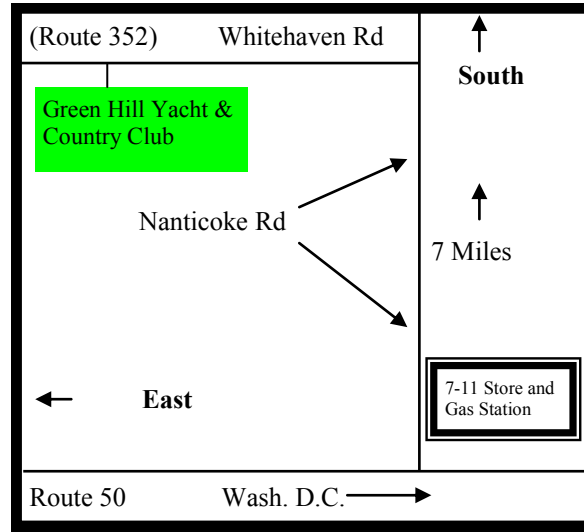 (Route 352) Whitehaven Rd
South
Green Hill Yacht &
Country Club
Nanticoke Rd
7 Miles
East
7-11 Store and
Gas Station
Route 50 Wash. D.C.